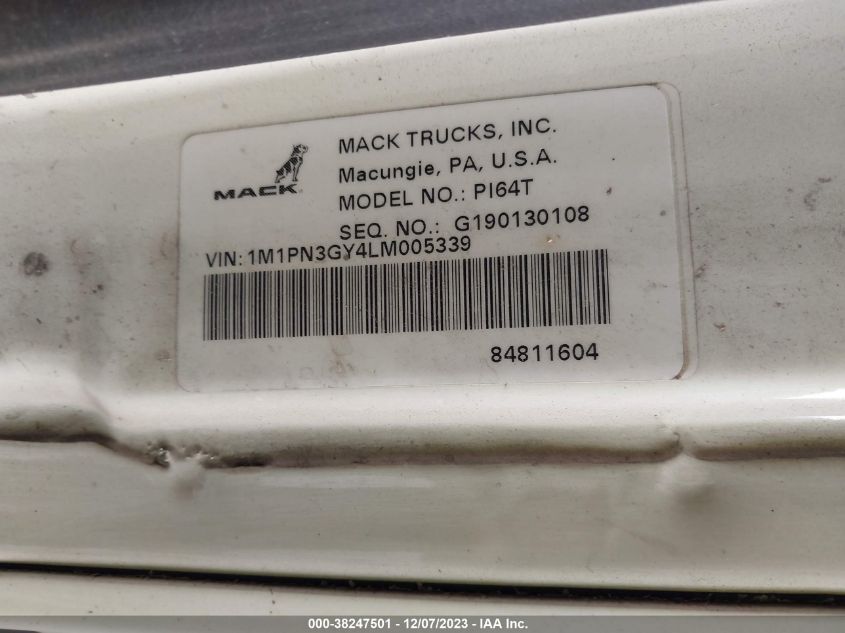 MACK
MACK TRUCKS, INC.
Macungie, PA, U.S.A.
MODEL NO.: PI64T
SEQ. NO.: G190130108
VIN: 1M1PN3GY4LM005339
84811604
000-38247501 - 12/07/2023 - IAA Inc.